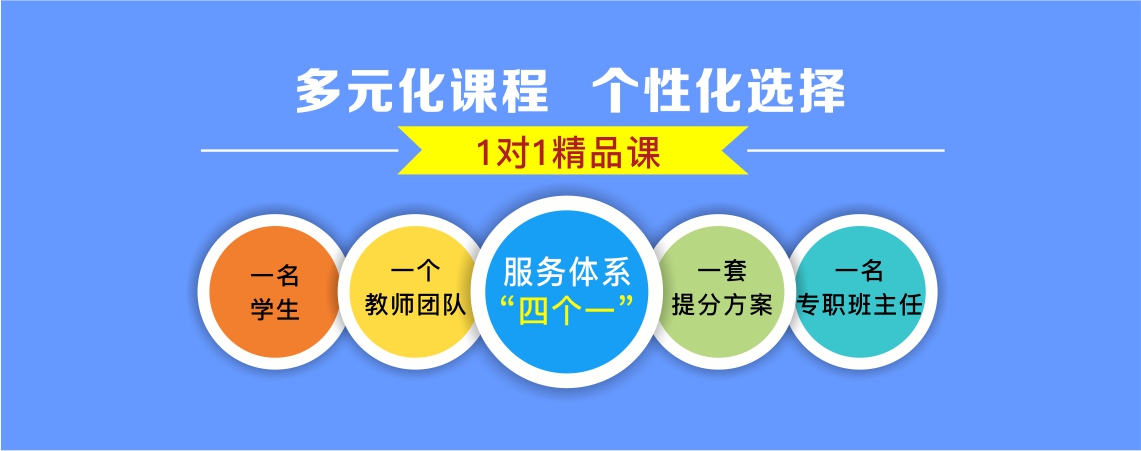 多元化课程 个性化选择
1对1精品课
一名
学生
一个
教师团队
服务体系
“四个一”
一套
提分方案
一名
专职班主任